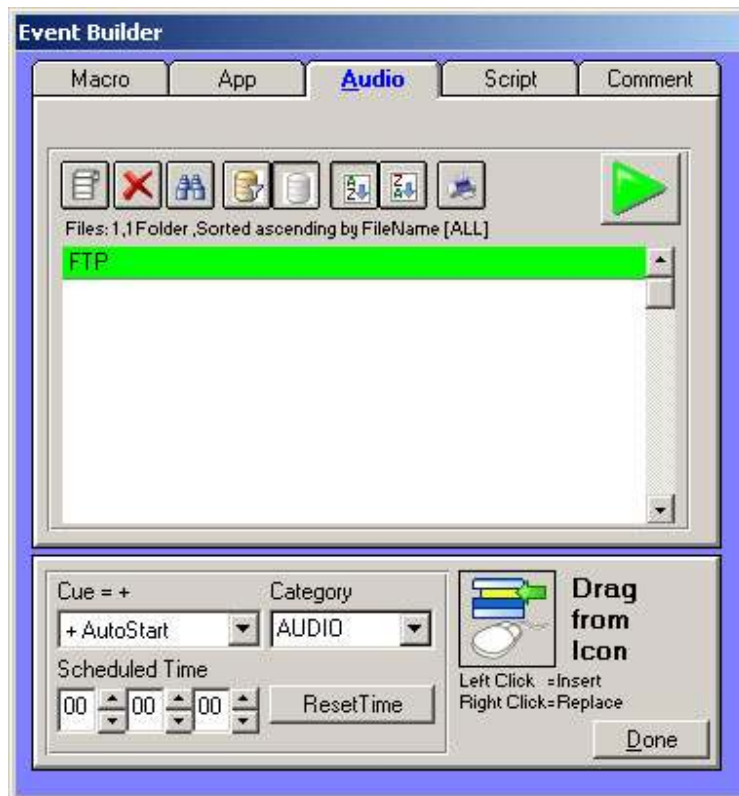 Event Builder
Macro App Audio Script Comment
Files: 1,1Folder ,Sorted ascending by FileName [ALL]
FTP
Cue = + Category
+ AutoStart AUDIO
Scheduled Time
00 00 00 ResetTime
Drag
from
Icon
Left Click =Insert
Right Click=Replace
Done